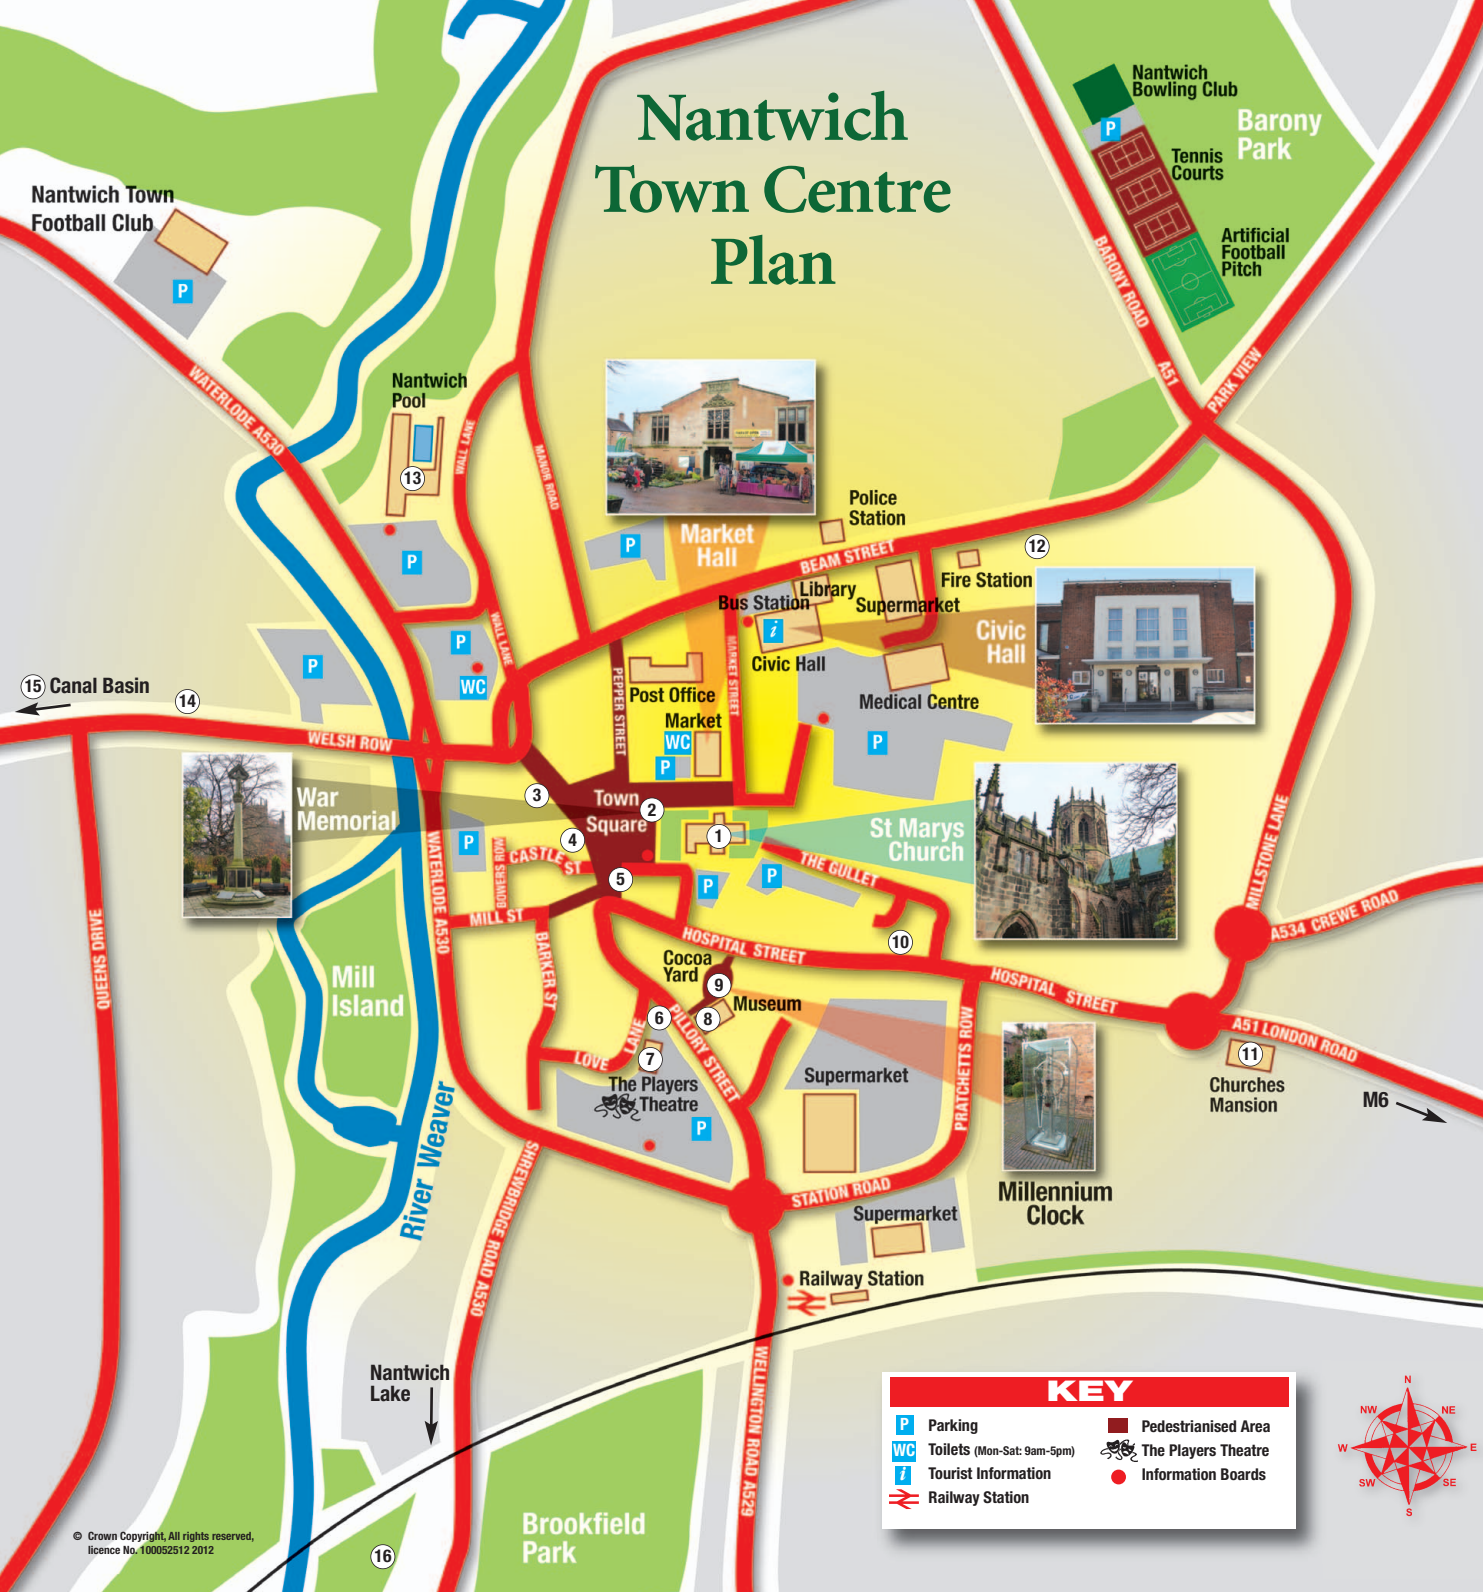 Nantwich
Town Centre
Plan
Nantwich
Bowling Club
P
Barony
Park
Tennis
Courts
Artificial
Football
Pitch
Nantwich Town
Football Club
P
BARONY ROAD
A51
PARK VIEW
WATERLODE A530
Nantwich
Pool
13
P
WALL LANE
MANOR ROAD
P
Market
Hall
Police
Station
BEAM STREET
12
Fire Station
Library
Bus Station
Supermarket
i
Civic Hall
Civic
Hall
Medical Centre
P
P
WC
WALL LANE
P
PEPPER STREET
Post Office
MARKET STREET
Market
WC
P
15 Canal Basin
14
WELSH ROW
War
Memorial
3
Town
Square
2
4
1
St Marys
Church
P
BOWERS ROW
CASTLE
ST
5
P
P
THE GULLET
MILLSTONE LANE
A534 CREWE ROAD
QUEENS DRIVE
WATERLODE A530
MILL ST
BARKER ST
HOSPITAL STREET
10
HOSPITAL STREET
Mill
Island
Cocoa
Yard
9
Museum
8
6
PILLORY STREET
LOVE
LANE
7
The Players
Theatre
P
Supermarket
PRATCHETTS ROW
A51 LONDON ROAD
11
Churches
Mansion
M6
River Weaver
SHREWBRIDGE ROAD A530
STATION ROAD
Supermarket
Millennium
Clock
Railway Station
Nantwich
Lake
WELLINGTON ROAD A529
Brookfield
Park
16
KEY
P Parking
WC Toilets (Mon-Sat: 9am-5pm)
i Tourist Information
Railway Station
Pedestrianised Area
The Players Theatre
Information Boards
N
NE
E
SE
S
SW
W
NW
© Crown Copyright, All rights reserved,
licence No. 100052512 2012